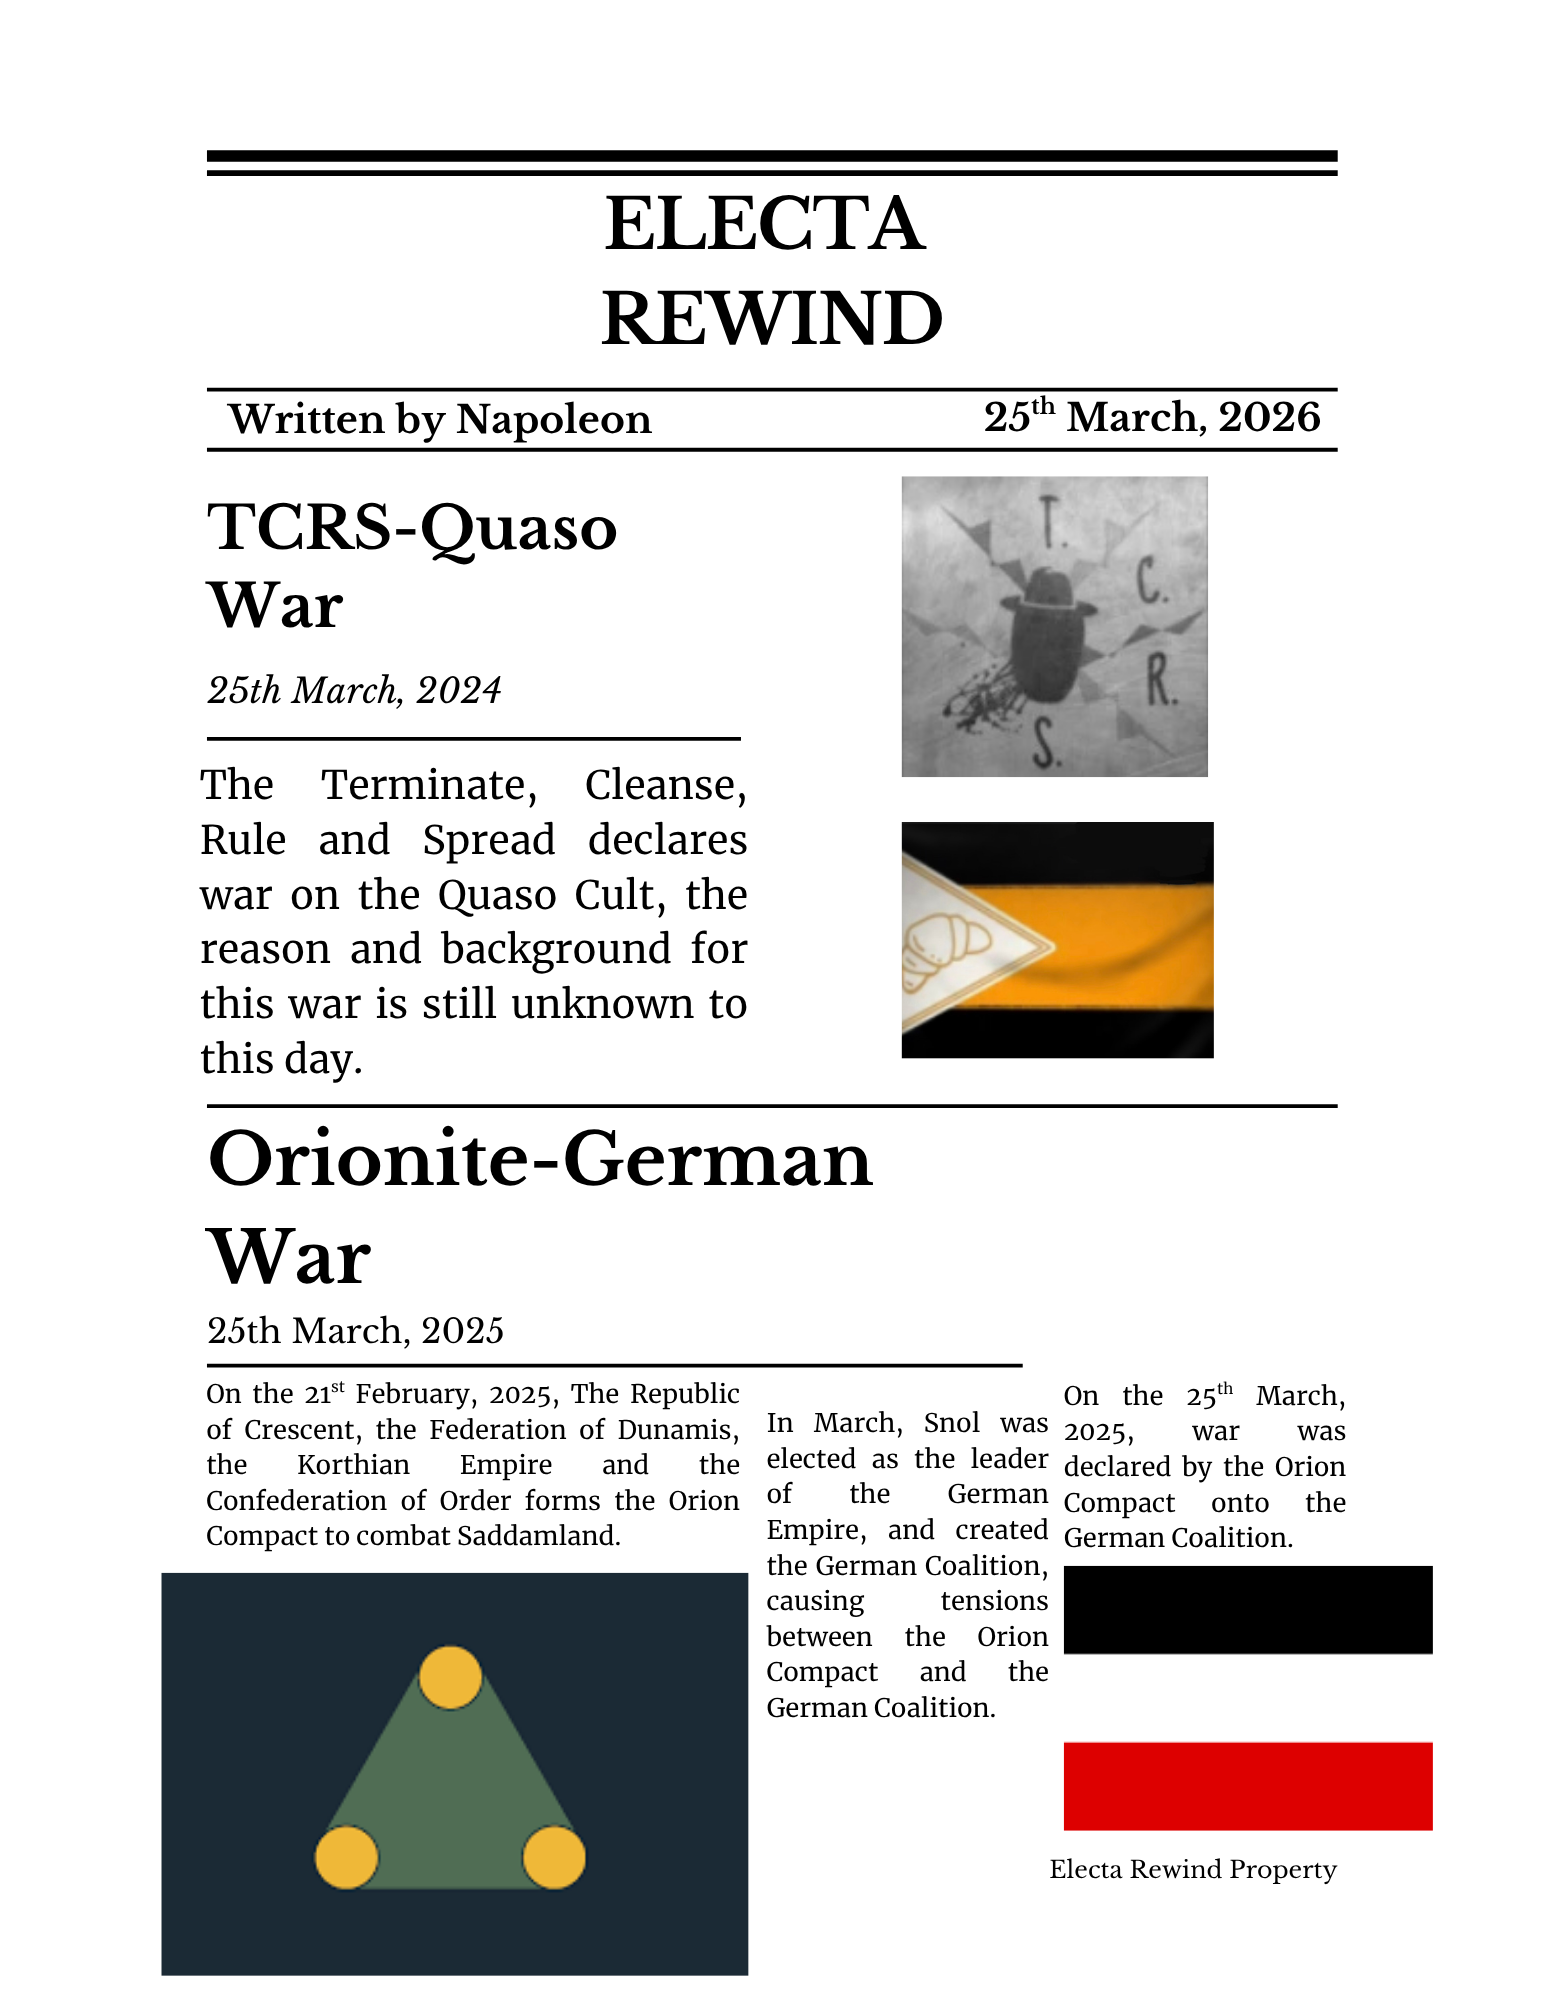 ELECTA
REWIND
Written by Napoleon
25th March, 2026
TCRS-Quaso
War
25th March, 2024
The Terminate, Cleanse,
Rule and Spread declares
war on the Quaso Cult, the
reason and background for
this war is still unknown to
this day.
T.
C.
R.
S.
Orionite-German
War
25th March, 2025
On the 21st February, 2025, The Republic
of Crescent, the Federation of Dunamis,
the Korthian Empire and the
Confederation of Order forms the Orion
Compact to combat Saddamland.
In March, Snol was
elected as the leader
of the German
Empire, and created
the German Coalition,
causing tensions
between the Orion
Compact and the
German Coalition.
On the 25th March,
2025, war was
declared by the Orion
Compact onto the
German Coalition.
Electa Rewind Property